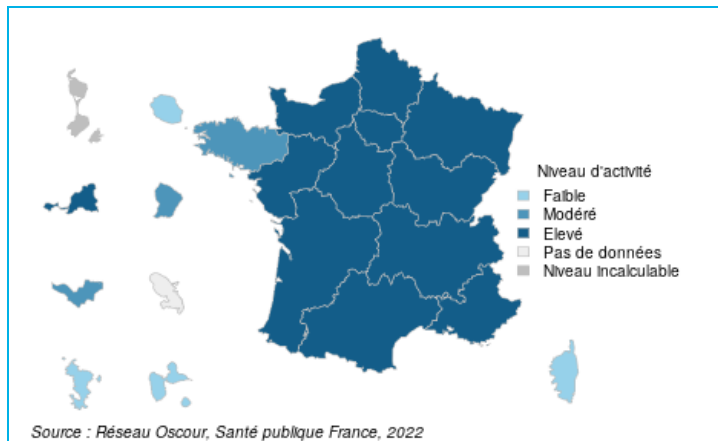 Niveau d'activité
Faible
Modéré
Elevé
Pas de données
Niveau incalculable
Source : Réseau Oscour, Santé publique France, 2022